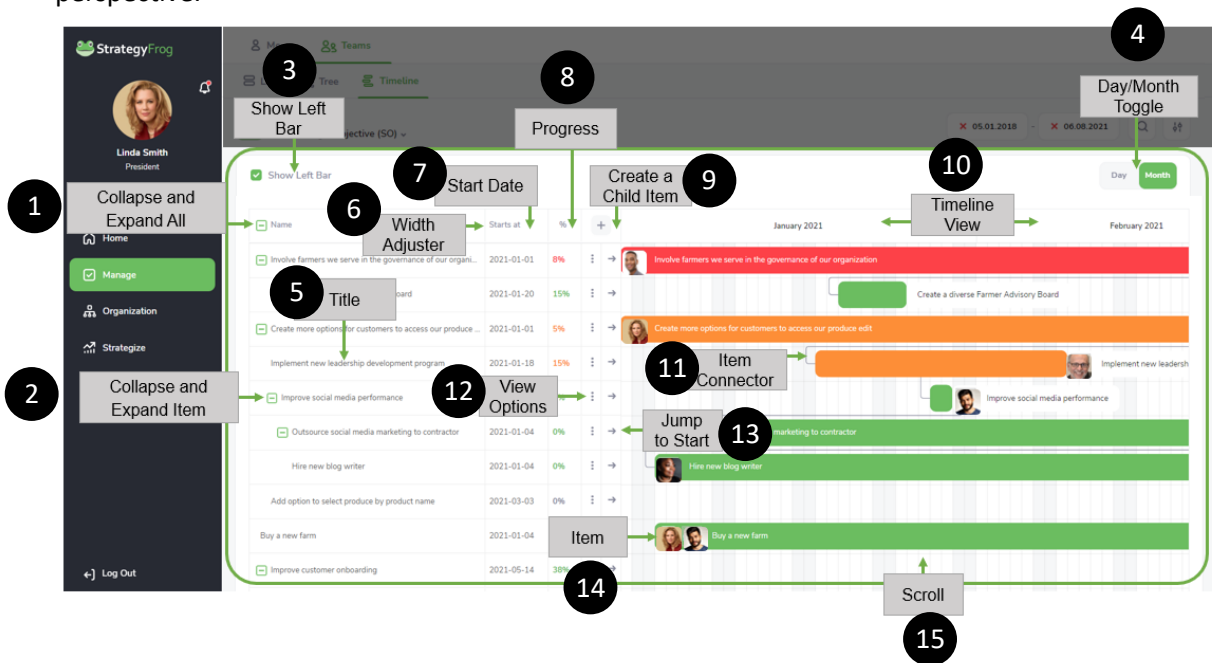 perspective.
StrategyFrog
Teams
4
3
8
Tree
Timeline
Day/Month
Toggle
Show Left
Bar
Progress
jective (SO)
05.01.2018 - 06.08.2021
Linda Smith
President
7
10
Show Left Bar
Start Date
Create a
Child Item
9
Day Month
1
Collapse and
Expand All
6
Width
Adjuster
Timeline
View
Home
Name
Starts at
%
+
January 2021
February 2021
Involve farmers we serve in the governance of our organi...
2021-01-01
8%
Involve farmers we serve in the governance of our organization
Manage
5
Title
oard
2021-01-20
15%
Create a diverse Farmer Advisory Board
Organization
Create more options for customers to access our produce ...
2021-01-01
5%
Create more options for customers to access our produce edit
Strategize
Implement new leadership development program
2021-01-18
15%
11
Item
Connector
Implement new leadersh
2
Collapse and
Expand Item
Improve social media performance
12
View
Options
%
Improve social media performance
Outsource social media marketing to contractor
2021-01-04
0%
Jump
to Start
13
marketing to contractor
Hire new blog writer
2021-01-04
0%
Hire new blog writer
Add option to select produce by product name
2021-03-03
0%
Buy a new farm
2021-01-04
Item
Buy a new farm
Log Out
Improve customer onboarding
2021-05-14
38%
14
Scroll
15